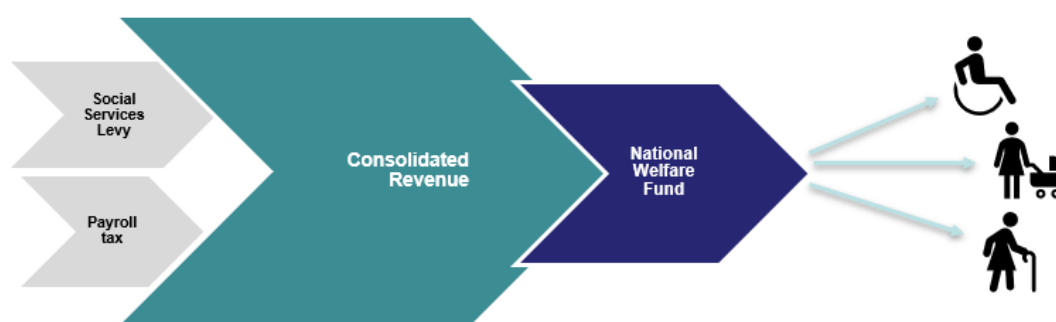 Social
Services
Levy
Payroll
tax
Consolidated
Revenue
National
Welfare
Fund